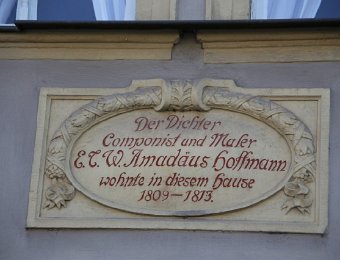 Der Dichter
Componist und Maler
E.T.W. Amadäus Hoffmann
wohnte in diesem Hause
1809–1813.